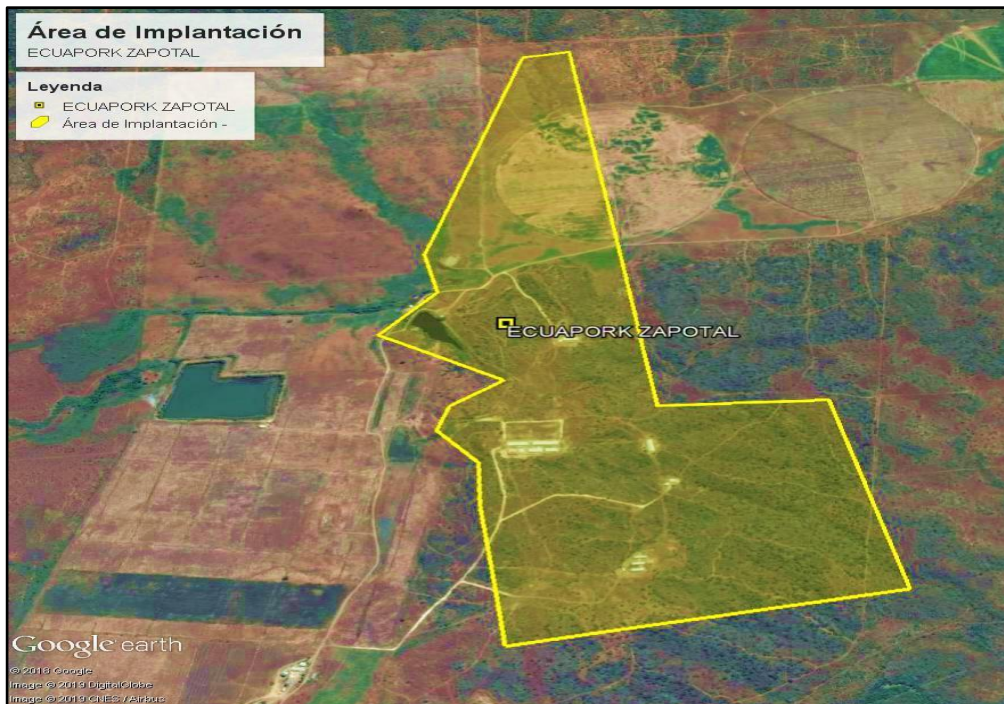 Área de Implantación
ECUAPORK ZAPOTAL
Leyenda
ECUAPORK ZAPOTAL
Área de Implantación -
ECUAPORK ZAPOTAL
Google earth
© 2018 Google
Image © 2019 DigitalGlobe
Image © 2019 CNES / Airbus